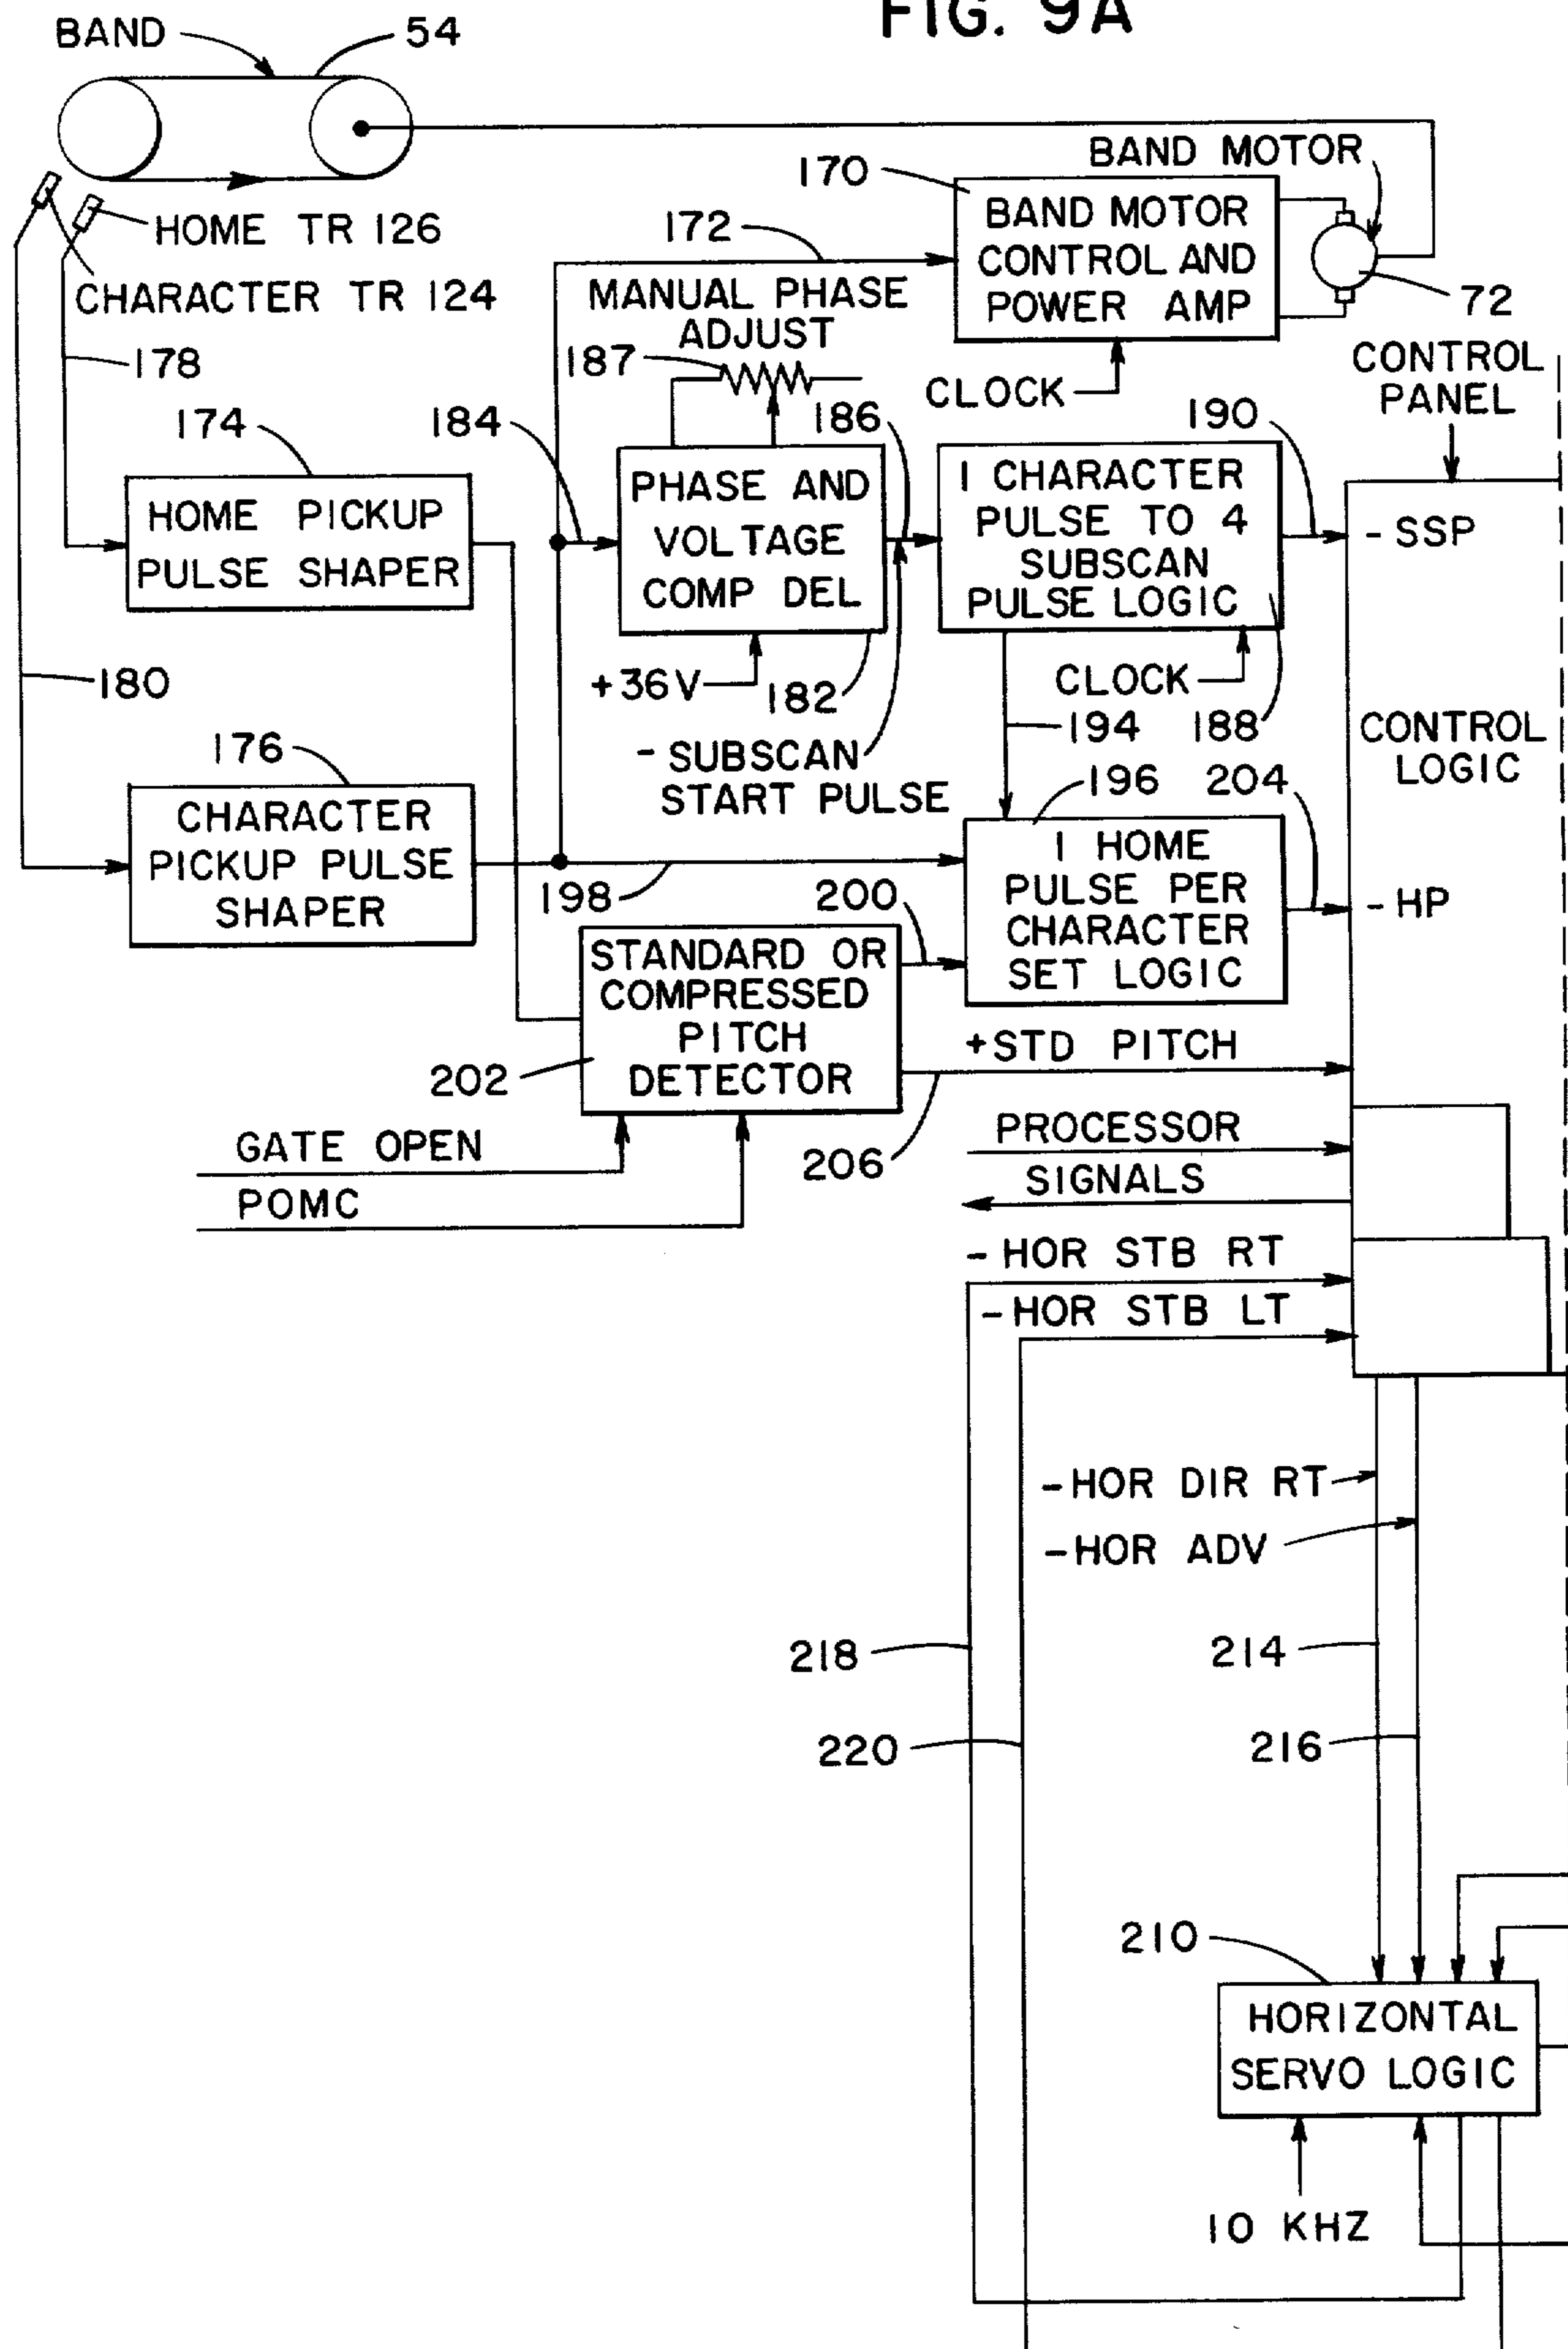 FIG. 9A
BAND
54
BAND MOTOR
170
BAND MOTOR
CONTROL AND
POWER AMP
72
HOME TR 126
CHARACTER TR 124
172
MANUAL PHASE
ADJUST
187
178
CLOCK
CONTROL
PANEL
174
184
186
190
HOME PICKUP
PULSE SHAPER
PHASE AND
VOLTAGE
COMP DEL
1 CHARACTER
PULSE TO 4
SUBSCAN
PULSE LOGIC
- SSP
180
+36V
182
CLOCK
194
188
CONTROL
LOGIC
176
- SUBSCAN
START PULSE
196
204
CHARACTER
PICKUP PULSE
SHAPER
198
200
1 HOME
PULSE PER
CHARACTER
SET LOGIC
- HP
STANDARD OR
COMPRESSED
PITCH
DETECTOR
202
+STD PITCH
206
GATE OPEN
POMC
PROCESSOR
SIGNALS
- HOR STB RT
- HOR STB LT
- HOR DIR RT
- HOR ADV
218
214
220
216
210
HORIZONTAL
SERVO LOGIC
10 KHZ